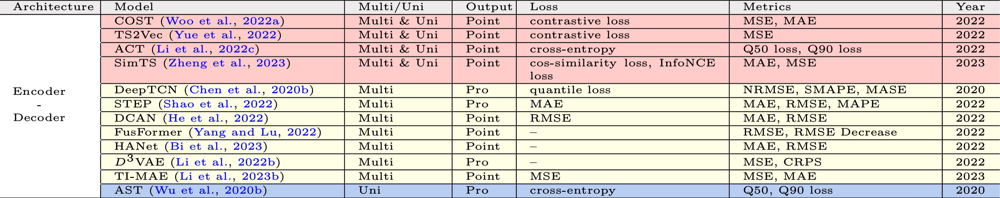 Architecture Model Multi/Uni Output Loss Metrics Year
COST (Woo et al., 2022a) Multi & Uni Point contrastive loss MSE, MAE 2022
TS2Vec (Yue et al., 2022) Multi & Uni Point contrastive loss MSE 2022
ACT (Li et al., 2022c) Multi & Uni Point cross-entropy Q50 loss, Q90 loss 2022
SimTS (Zheng et al., 2023) Multi & Uni Point cos-similarity loss, InfoNCE MAE, MSE 2023
loss
Encoder DeepTCN (Chen et al., 2020b) Multi Pro quantile loss NRMSE, SMAPE, MASE 2020
- STEP (Shao et al., 2022) Multi Pro MAE MAE, RMSE, MAPE 2022
Decoder DCAN (He et al., 2022) Multi Point RMSE MAE, RMSE 2022
FusFormer (Yang and Lu, 2022) Multi Point – RMSE, RMSE Decrease 2022
HANet (Bi et al., 2023) Multi Point – MAE, RMSE 2022
D³VAE (Li et al., 2022b) Multi Pro – MSE, CRPS 2022
TI-MAE (Li et al., 2023b) Multi Point MSE MSE, MAE 2023
AST (Wu et al., 2020b) Uni Pro cross-entropy Q50, Q90 loss 2020